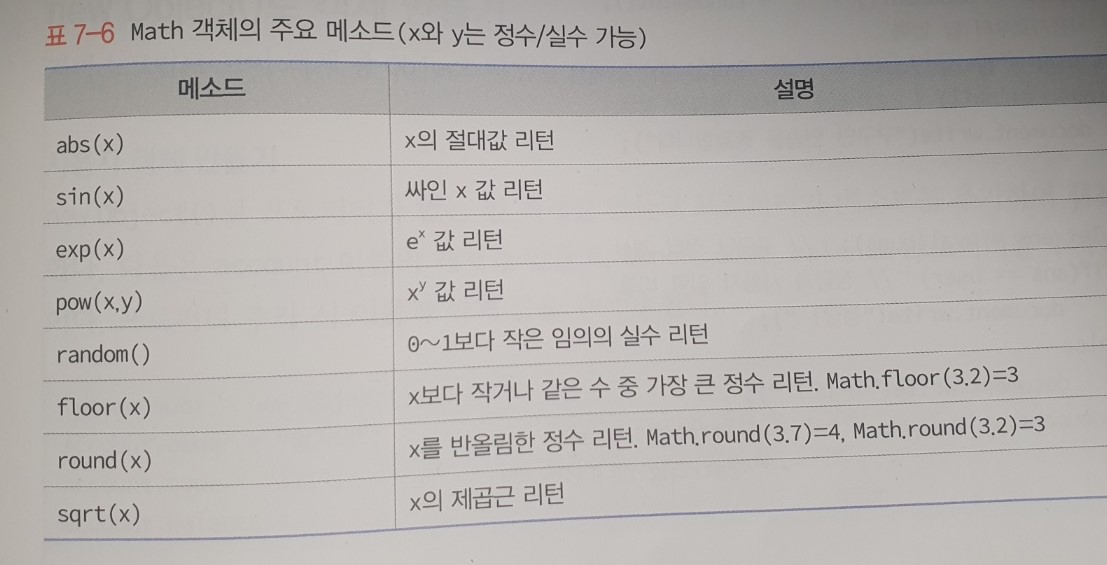 표 7-6 Math 객체의 주요 메소드(x와 y는 정수/실수 가능)
메소드 설명
abs(x) x의 절대값 리턴
sin(x) 싸인 x 값 리턴
exp(x) eˣ 값 리턴
pow(x,y) xʸ 값 리턴
random() 0~1보다 작은 임의의 실수 리턴
floor(x) x보다 작거나 같은 수 중 가장 큰 정수 리턴. Math.floor(3.2)=3
round(x) x를 반올림한 정수 리턴. Math.round(3.7)=4, Math.round(3.2)=3
sqrt(x) x의 제곱근 리턴